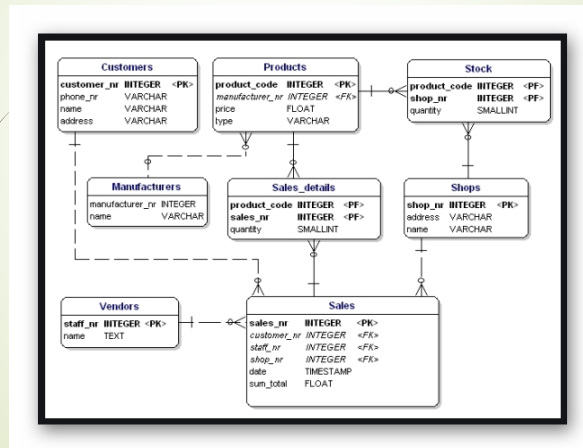 Customers
customer_nr INTEGER <PK>
phone_nr VARCHAR
name VARCHAR
address VARCHAR
Products
product_code INTEGER <PK>
manufacturer_nr INTEGER <FK>
price FLOAT
type VARCHAR
Stock
product_code INTEGER <PF>
shop_nr INTEGER <PF>
quantity SMALLINT
Manufacturers
manufacturer_nr INTEGER
name VARCHAR
Sales_details
product_code INTEGER <PF>
sales_nr INTEGER <PF>
quantity SMALLINT
Shops
shop_nr INTEGER <PK>
address VARCHAR
name VARCHAR
Vendors
staff_nr INTEGER <PK>
name TEXT
Sales
sales_nr INTEGER <PK>
customer_nr INTEGER <FK>
staff_nr INTEGER <FK>
shop_nr INTEGER <FK>
date TIMESTAMP
sum_total FLOAT